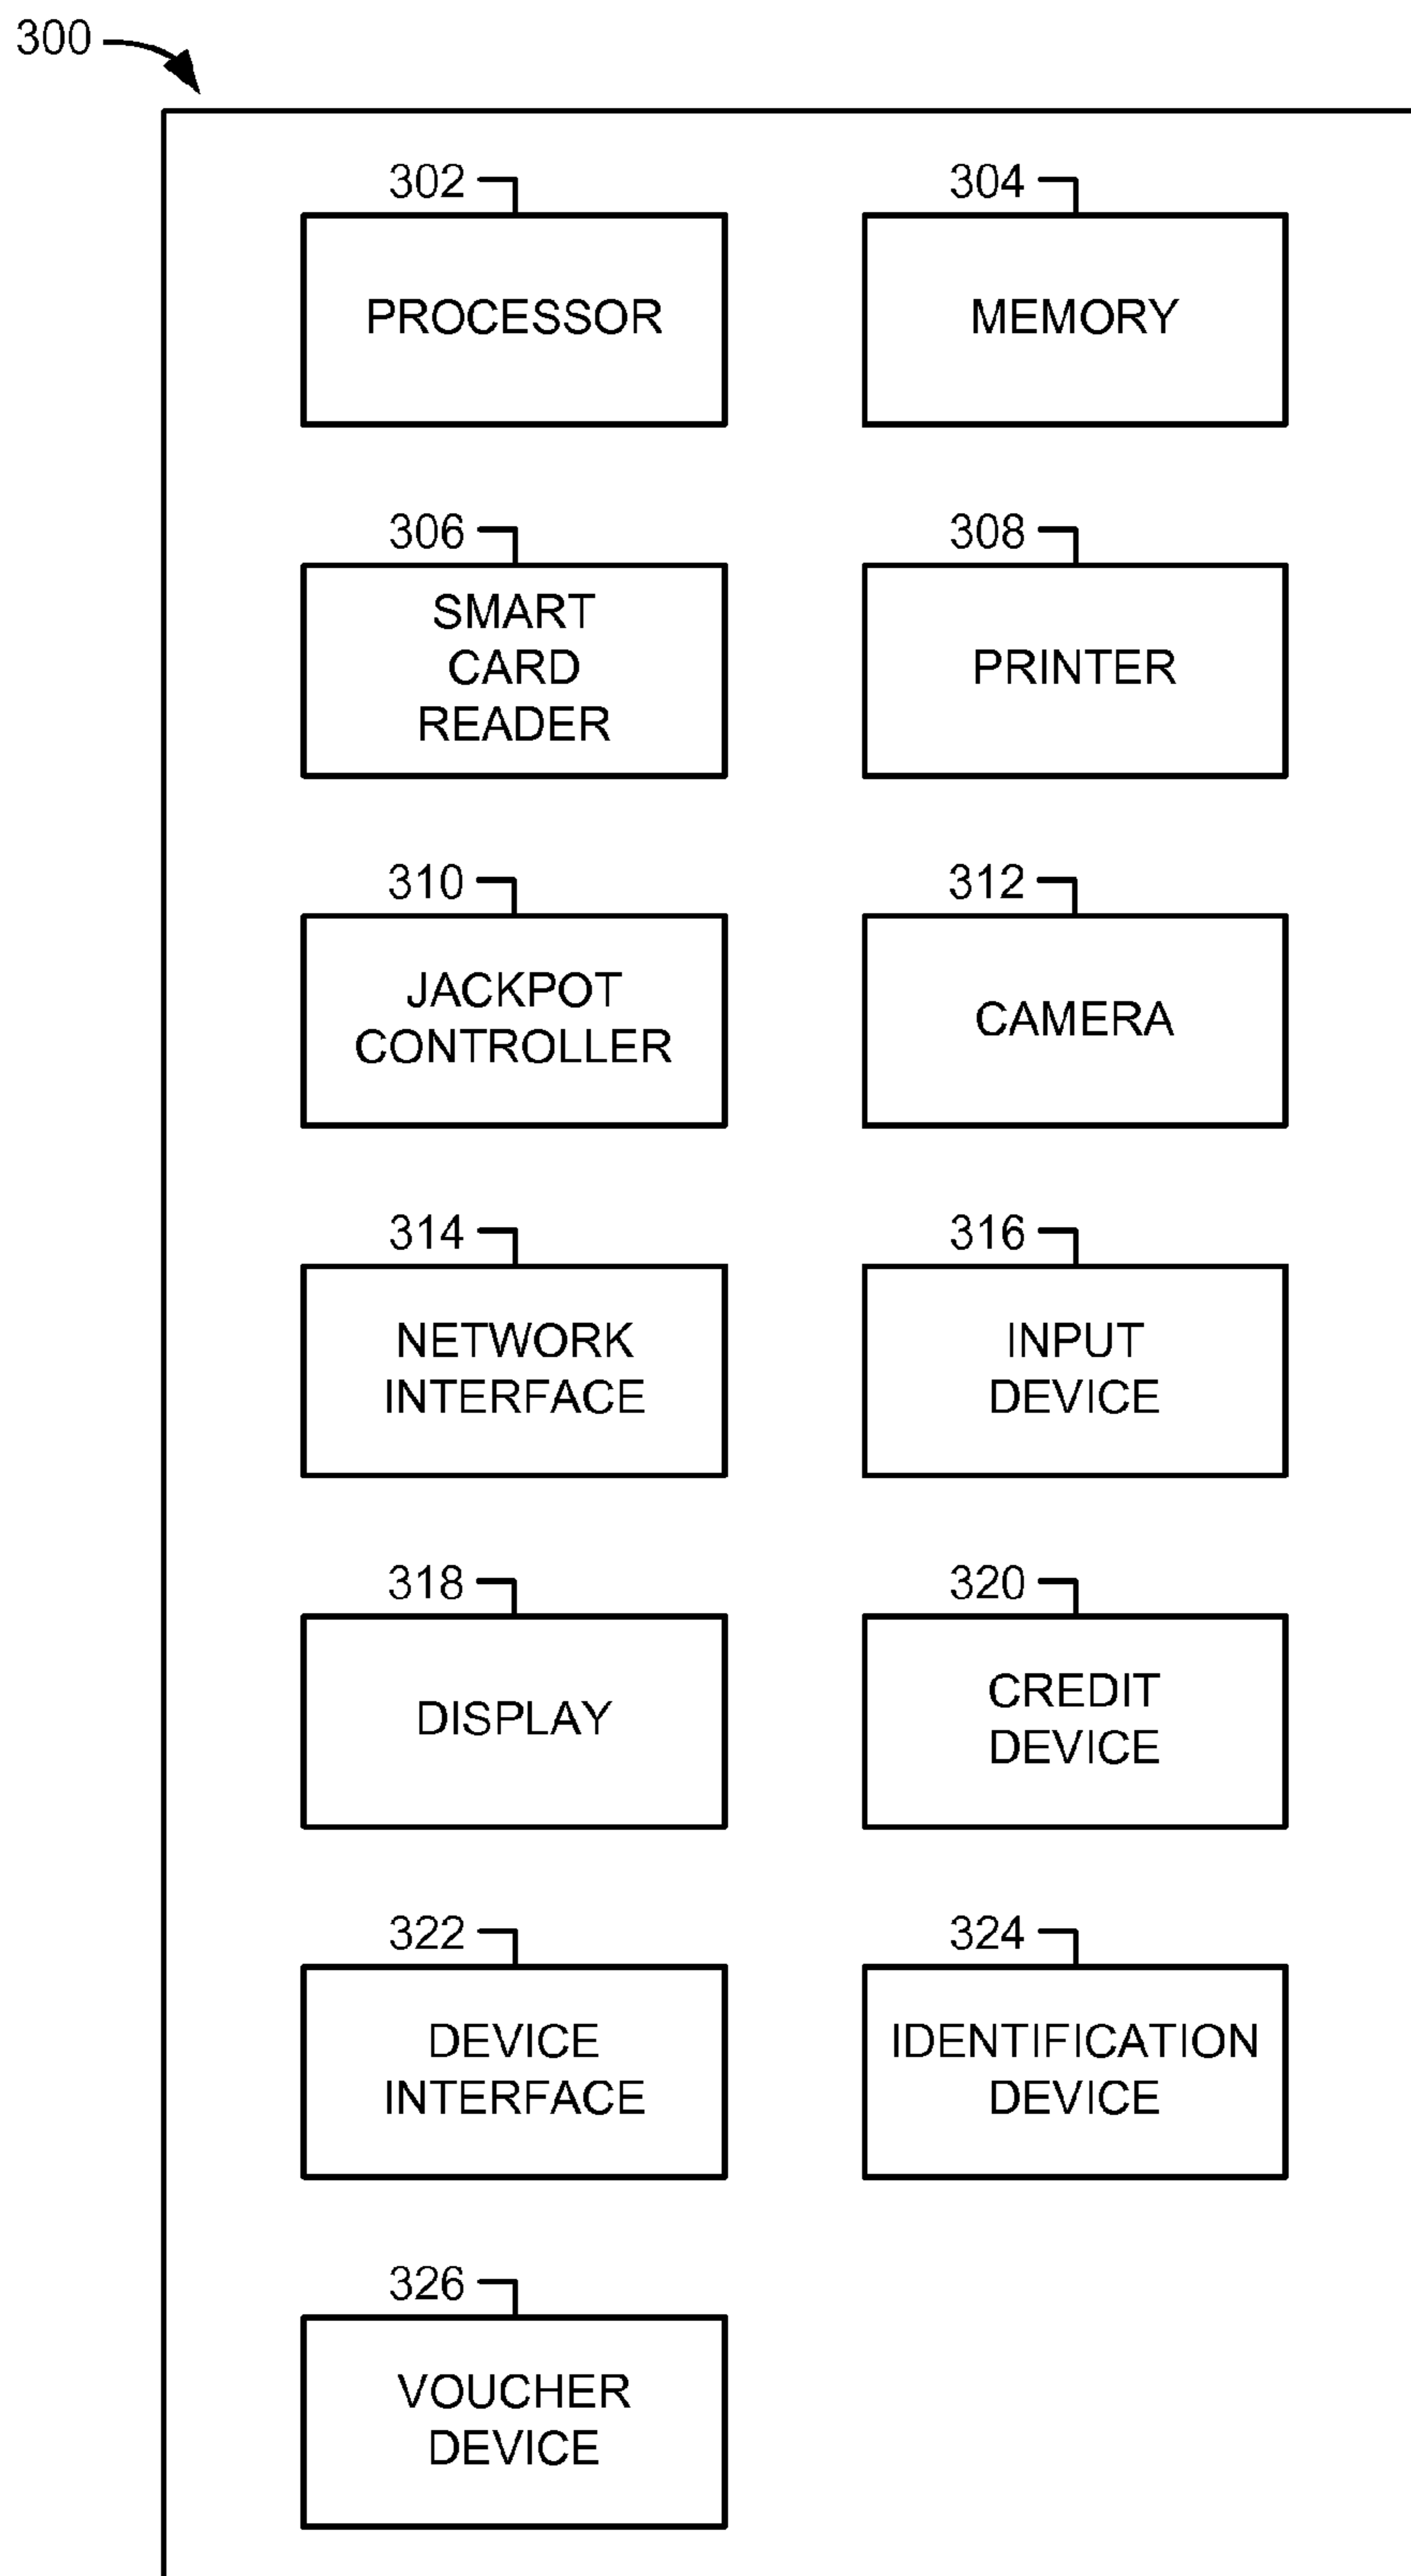 300
302
304
PROCESSOR
MEMORY
306
308
SMART
CARD
READER
PRINTER
310
312
JACKPOT
CONTROLLER
CAMERA
314
316
NETWORK
INTERFACE
INPUT
DEVICE
318
320
DISPLAY
CREDIT
DEVICE
322
324
DEVICE
INTERFACE
IDENTIFICATION
DEVICE
326
VOUCHER
DEVICE